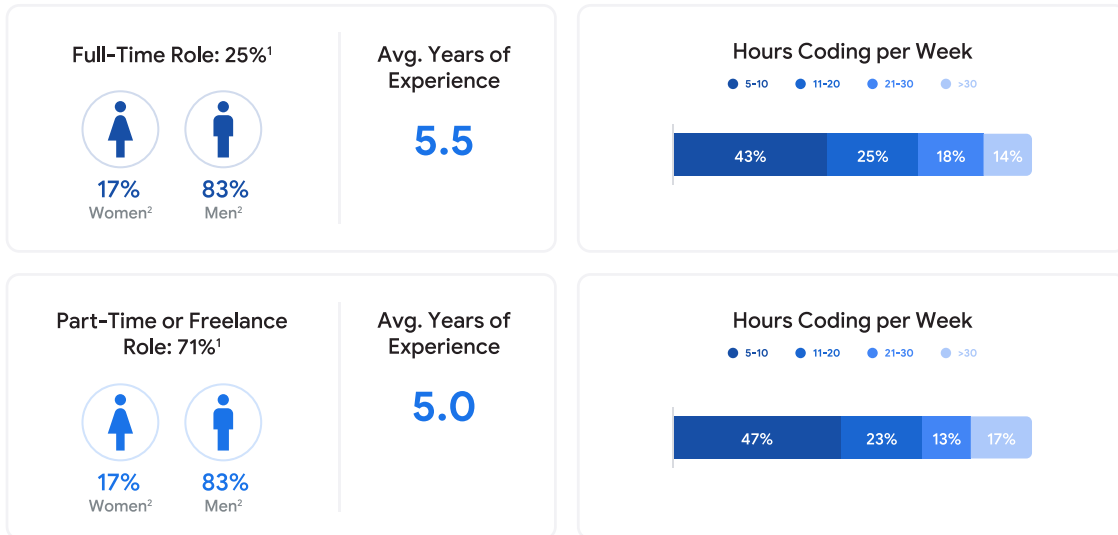 Full-Time Role: 25%¹
17%
Women²
83%
Men²
Avg. Years of
Experience
5.5
Hours Coding per Week
5-10 11-20 21-30 >30
43% 25% 18% 14%
Part-Time or Freelance
Role: 71%¹
17%
Women²
83%
Men²
Avg. Years of
Experience
5.0
Hours Coding per Week
5-10 11-20 21-30 >30
47% 23% 13% 17%